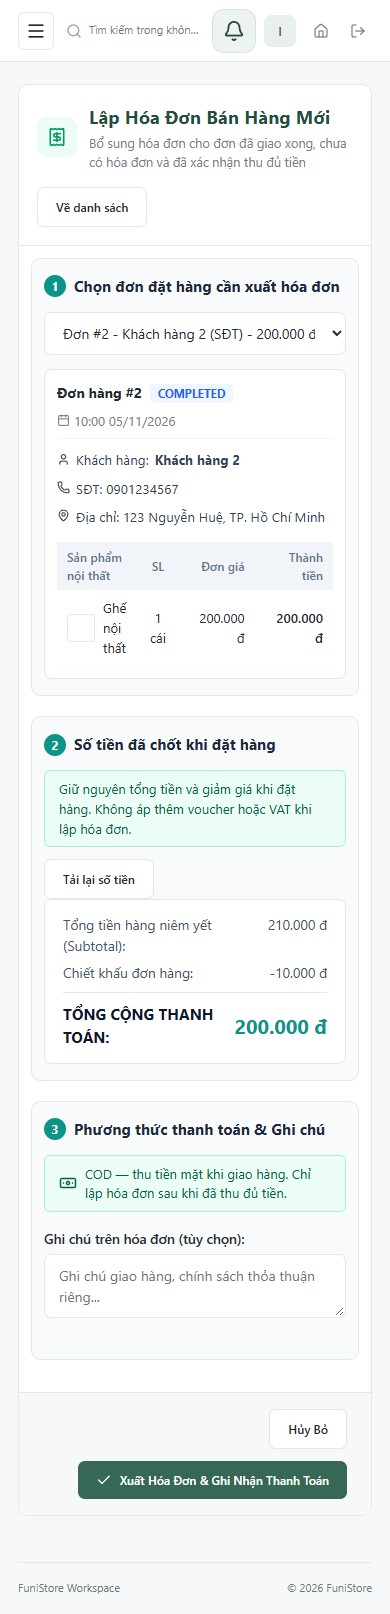 Tìm kiếm trong khôn...
I
Lập Hóa Đơn Bán Hàng Mới
Bổ sung hóa đơn cho đơn đã giao xong, chưa
có hóa đơn và đã xác nhận thu đủ tiền
Về danh sách
1 Chọn đơn đặt hàng cần xuất hóa đơn
Đơn #2 - Khách hàng 2 (SĐT) - 200.000 đ
Đơn hàng #2 COMPLETED
10:00 05/11/2026
Khách hàng: Khách hàng 2
SĐT: 0901234567
Địa chỉ: 123 Nguyễn Huệ, TP. Hồ Chí Minh
Sản phẩm
nội thất
SL
Đơn giá
Thành
tiền
Ghế
nội
thất
1
cái
200.000
đ
200.000
đ
2 Số tiền đã chốt khi đặt hàng
Giữ nguyên tổng tiền và giảm giá khi đặt
hàng. Không áp thêm voucher hoặc VAT khi
lập hóa đơn.
Tải lại số tiền
Tổng tiền hàng niêm yết
(Subtotal):
210.000 đ
Chiết khấu đơn hàng: -10.000 đ
TỔNG CỘNG THANH
TOÁN:
200.000 đ
3 Phương thức thanh toán & Ghi chú
COD — thu tiền mặt khi giao hàng. Chỉ
lập hóa đơn sau khi đã thu đủ tiền.
Ghi chú trên hóa đơn (tùy chọn):
Ghi chú giao hàng, chính sách thỏa thuận
riêng...
Hủy Bỏ
Xuất Hóa Đơn & Ghi Nhận Thanh Toán
FuniStore Workspace © 2026 FuniStore